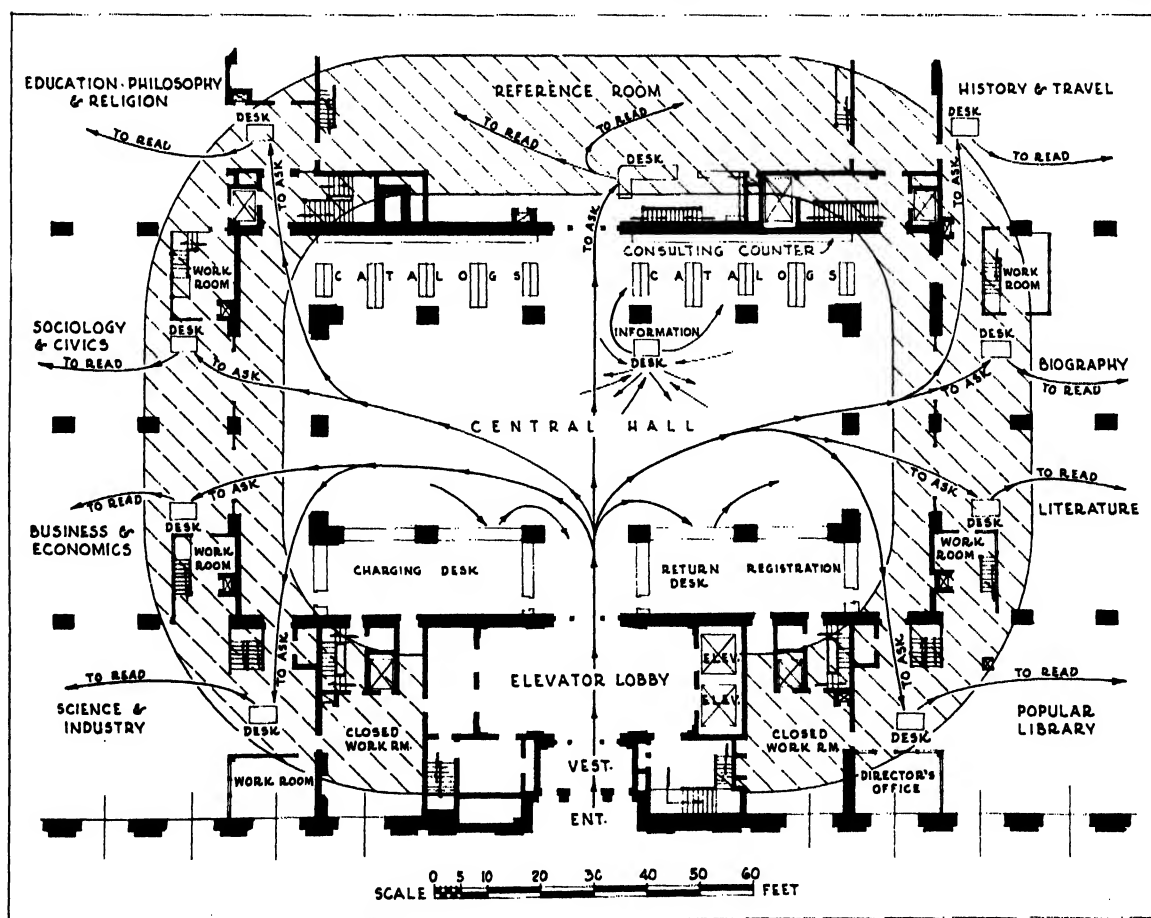 EDUCATION · PHILOSOPHY
& RELIGION
REFERENCE ROOM
HISTORY & TRAVEL
DESK
TO READ
TO READ
TO READ
DESK
TO READ
TO ASK
DESK
TO ASK
TO ASK
CONSULTING COUNTER
WORK
ROOM
CATALOGS
CATALOGS
WORK
ROOM
SOCIOLOGY
& CIVICS
DESK
TO READ
TO ASK
INFORMATION
DESK
DESK
TO ASK
BIOGRAPHY
TO READ
CENTRAL HALL
TO READ
TO ASK
DESK
BUSINESS &
ECONOMICS
TO ASK
TO READ
DESK
LITERATURE
WORK
ROOM
CHARGING DESK
RETURN
DESK
REGISTRATION
WORK
ROOM
TO ASK
TO READ
SCIENCE &
INDUSTRY
DESK
ELEVATOR LOBBY
ELEV.
ELEV.
TO ASK
TO READ
DESK
POPULAR
LIBRARY
CLOSED
WORK RM.
CLOSED
WORK RM.
WORK ROOM
VEST.
DIRECTOR'S
OFFICE
ENT.
SCALE 0 5 10 20 30 40 50 60 FEET